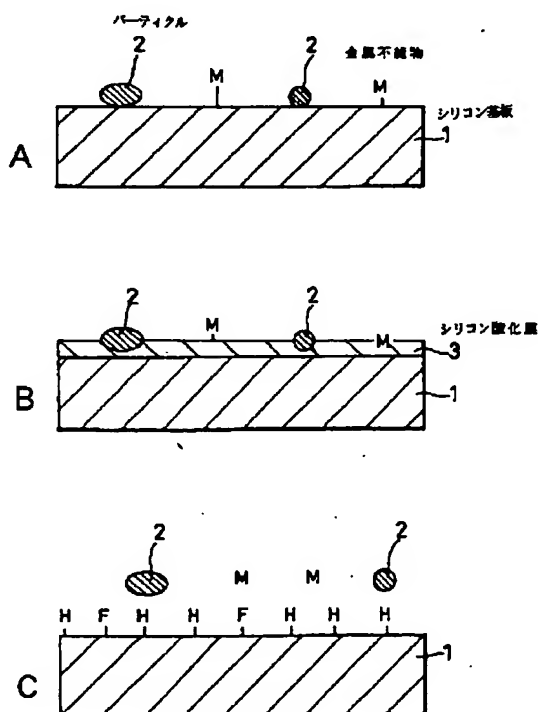 パーティクル
2 2 金属不純物
M M
シリコン基板
1
A
2 M 2 シリコン酸化膜
M 3
B 1
2 2
M M
H F H H F H H H
1
C